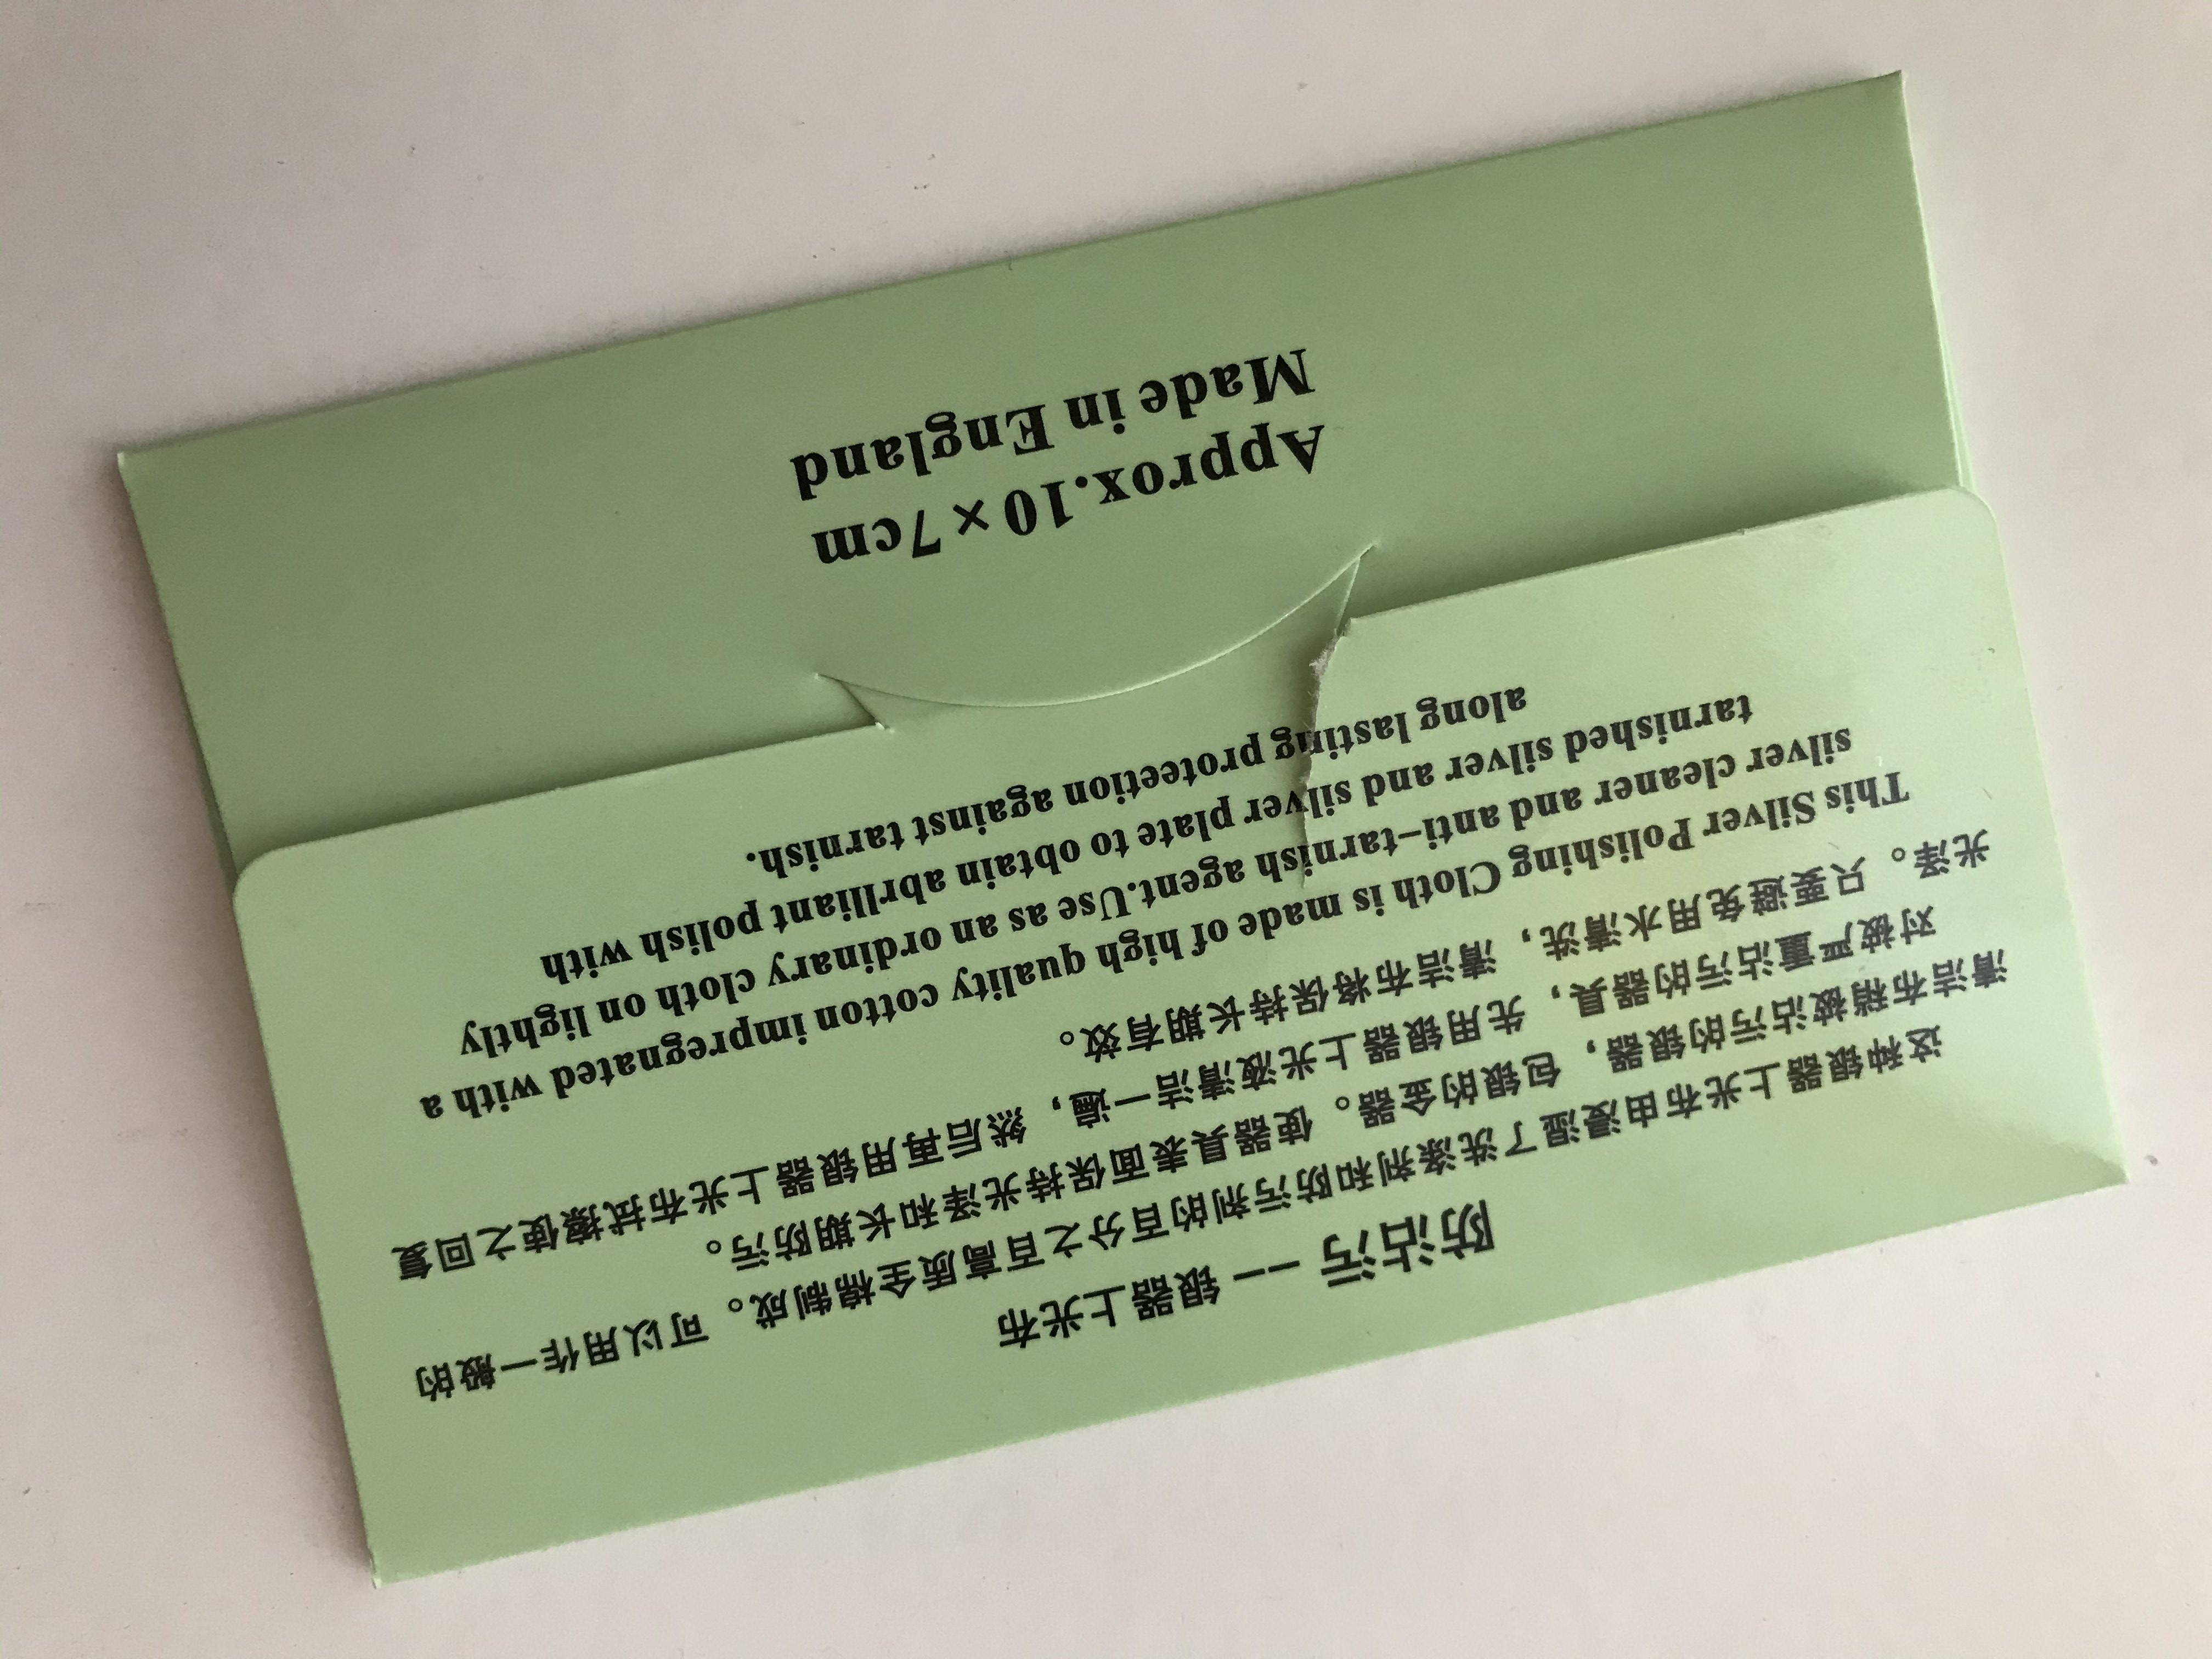 防沾污 -- 银器上光布
这种银器上光布由浸湿了洗涤剂和防污剂的百分之百高质全棉制成。可以用作一般的
清洁布稍被沾污的银器，包银的金器。使器具表面保持光泽和长期防污。
对被严重沾污的器具，先用银器上光液清洁一遍，然后再用银器上光布拭擦使之回复
光泽。只要避免用水清洗，清洁布将保持长期有效。
This Silver Polishing Cloth is made of high quality cotton impregnated with a
silver cleaner and anti-tarnish agent.Use as an ordinary cloth on lightly
tarnished silver and silver plate to obtain abrlliant polish with
along lasting proteetion against tarnish.
Approx.10×7cm
Made in England